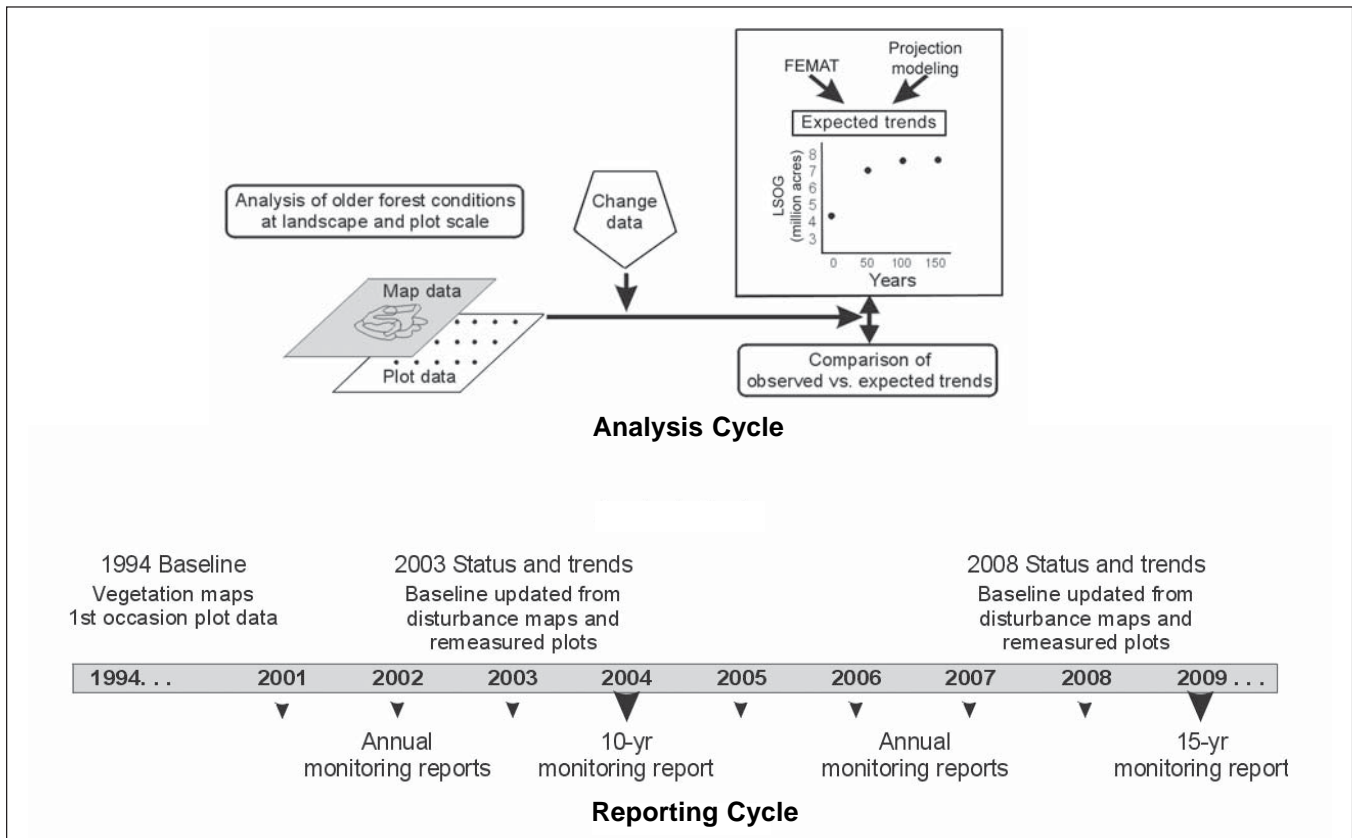 FEMAT
Projection
modeling
Expected trends
LSOG
(million acres)
8
7
6
5
4
3
0 50 100 150
Years
Analysis of older forest conditions
at landscape and plot scale
Change
data
Map data
Plot data
Comparison of
observed vs. expected trends
Analysis Cycle
1994 Baseline
Vegetation maps
1st occasion plot data
2003 Status and trends
Baseline updated from
disturbance maps and
remeasured plots
2008 Status and trends
Baseline updated from
disturbance maps and
remeasured plots
1994. . . 2001 2002 2003 2004 2005 2006 2007 2008 2009 . . .
Annual
monitoring reports
10-yr
monitoring report
Annual
monitoring reports
15-yr
monitoring report
Reporting Cycle